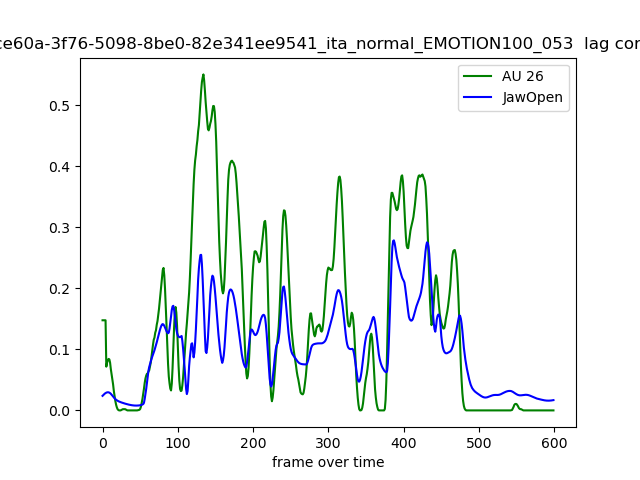 ce60a-3f76-5098-8be0-82e341ee9541_ita_normal_EMOTION100_053 lag cor
AU 26
JawOpen
0.5
0.4
0.3
0.2
0.1
0.0
0 100 200 300 400 500 600
frame over time